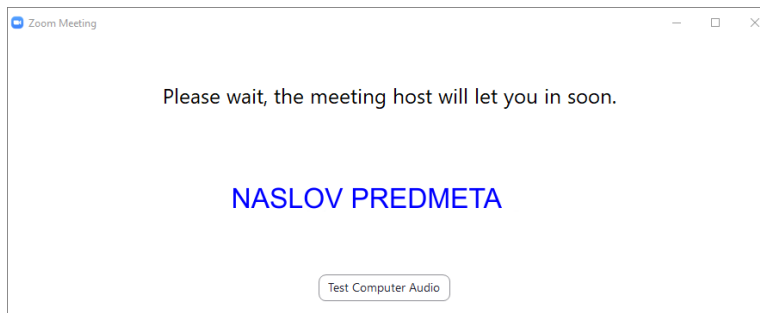 Zoom Meeting
Please wait, the meeting host will let you in soon.
NASLOV PREDMETA
Test Computer Audio